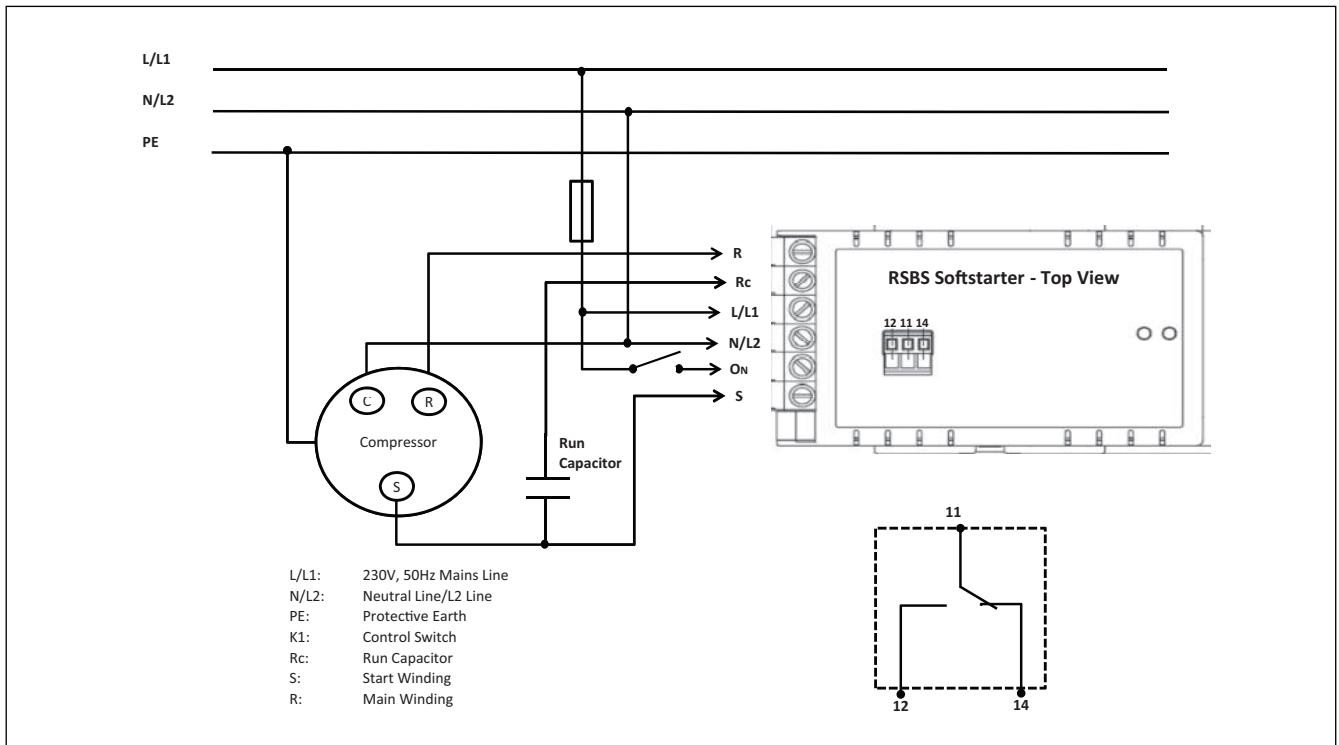 L/L1
N/L2
PE
R
Rc
L/L1
N/L2
ON
S
RSBS Softstarter - Top View
12 11 14
C
R
Compressor
S
Run
Capacitor
11
12
14
L/L1: 230V, 50Hz Mains Line
N/L2: Neutral Line/L2 Line
PE: Protective Earth
K1: Control Switch
Rc: Run Capacitor
S: Start Winding
R: Main Winding